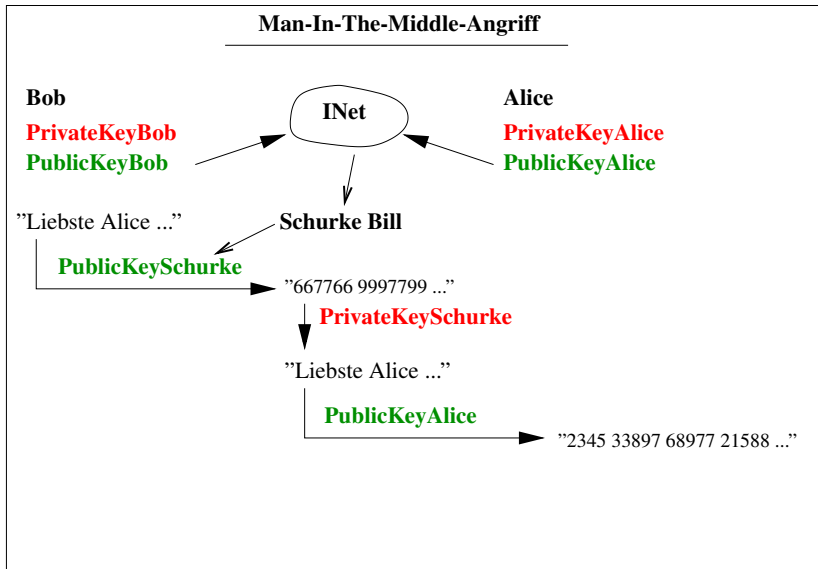 Man-In-The-Middle-Angriff
Bob
INet
Alice
PrivateKeyBob
PrivateKeyAlice
PublicKeyBob
PublicKeyAlice
”Liebste Alice ...”
Schurke Bill
PublicKeySchurke
”667766 9997799 ...”
PrivateKeySchurke
”Liebste Alice ...”
PublicKeyAlice
”2345 33897 68977 21588 ...”